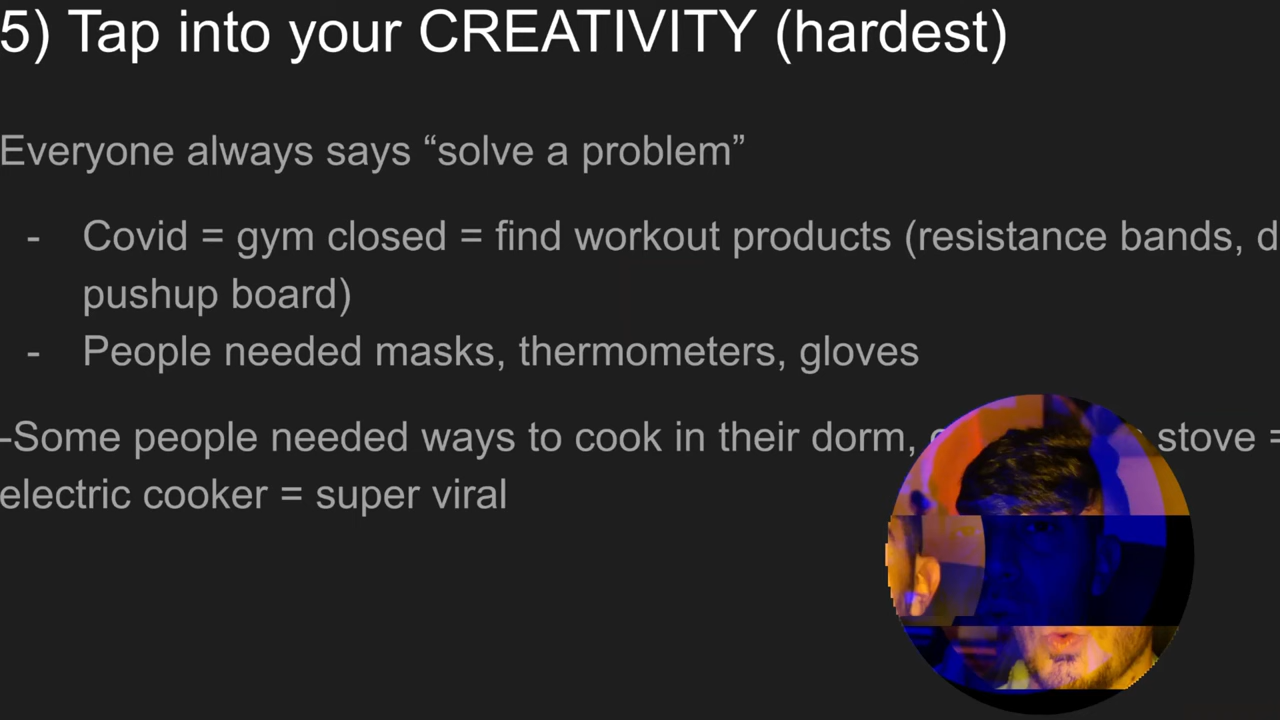 5) Tap into your CREATIVITY (hardest)
Everyone always says “solve a problem”
- Covid = gym closed = find workout products (resistance bands,
pushup board)
- People needed masks, thermometers, gloves
-Some people needed ways to cook in their dorm, stove =
electric cooker = super viral